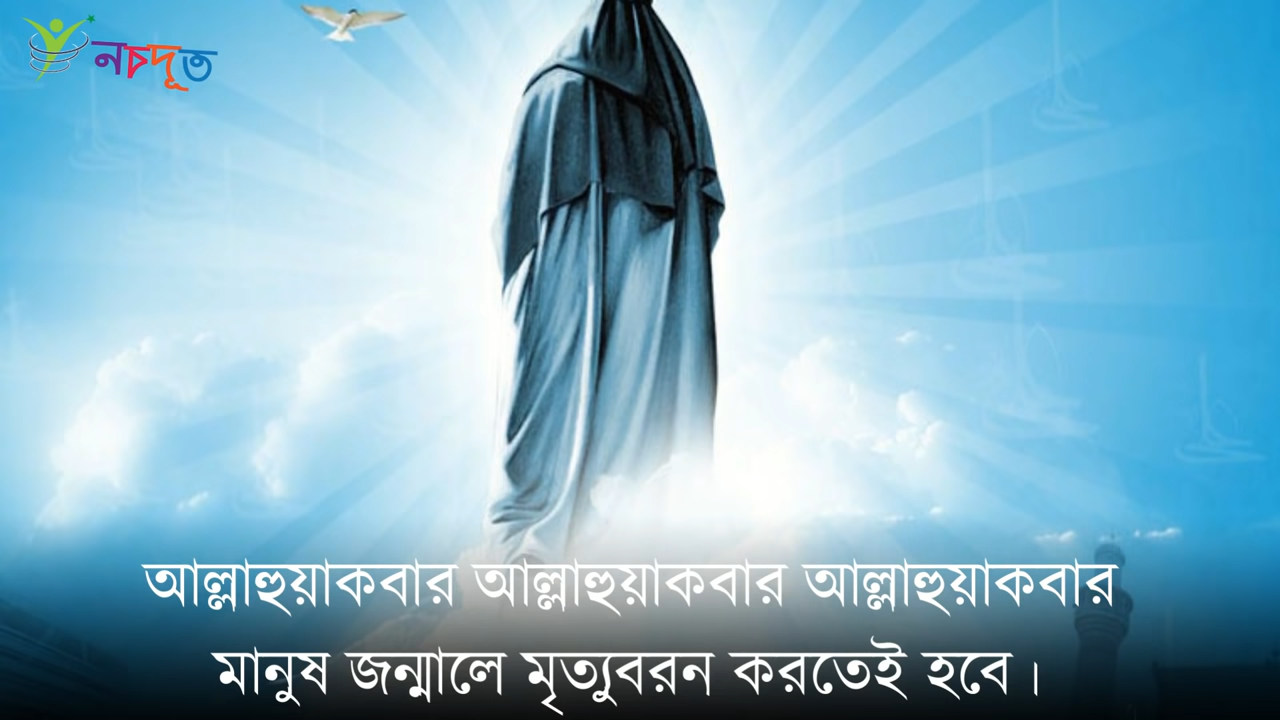 নচদূত
আল্লাহুয়াকবার আল্লাহুয়াকবার আল্লাহুয়াকবার
মানুষ জন্মালে মৃত্যুবরন করতেই হবে।